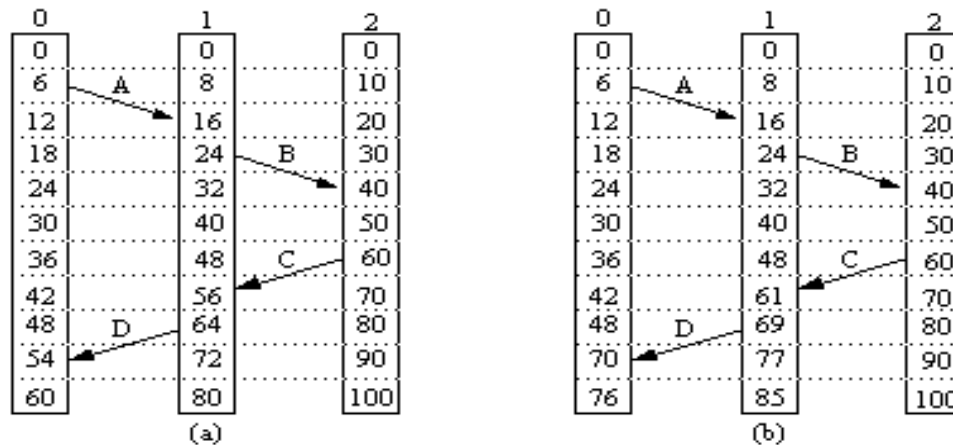 0 1 2 0 1 2
0 0 0 0 0 0
6 A 8 10 6 A 8 10
12 16 20 12 16 20
18 24 B 30 18 24 B 30
24 32 40 24 32 40
30 40 50 30 40 50
36 48 C 60 36 48 C 60
42 56 70 42 61 70
48 D 64 80 48 D 69 80
54 72 90 70 77 90
60 80 100 76 85 100
(a) (b)